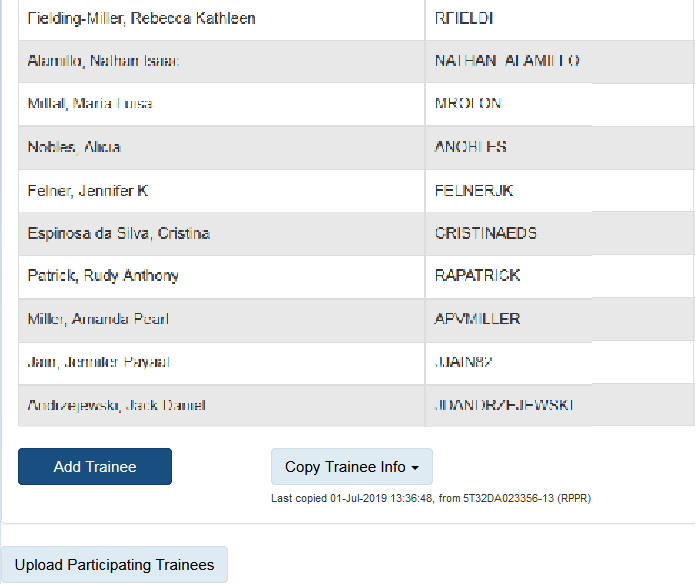 Fielding-Miller, Rebecca Kathleen RFIELDI
Alamillo, Nathan Isaac NATHAN_ALAMILLO
Mittal, Maria Luisa MROLON
Nobles, Alicia ANOBLES
Felner, Jennifer K FELNERJK
Espinosa da Silva, Cristina CRISTINAEDS
Patrick, Rudy Anthony RAPATRICK
Miller, Amanda Pearl APVMILLER
Jain, Jennifer Payaal JJAIN82
Andrzejewski, Jack Daniel JDANDRZEJEWSKI
Add Trainee Copy Trainee Info
Last copied 01-Jul-2019 13:36:48, from 5T32DA023356-13 (RPPR)
Upload Participating Trainees